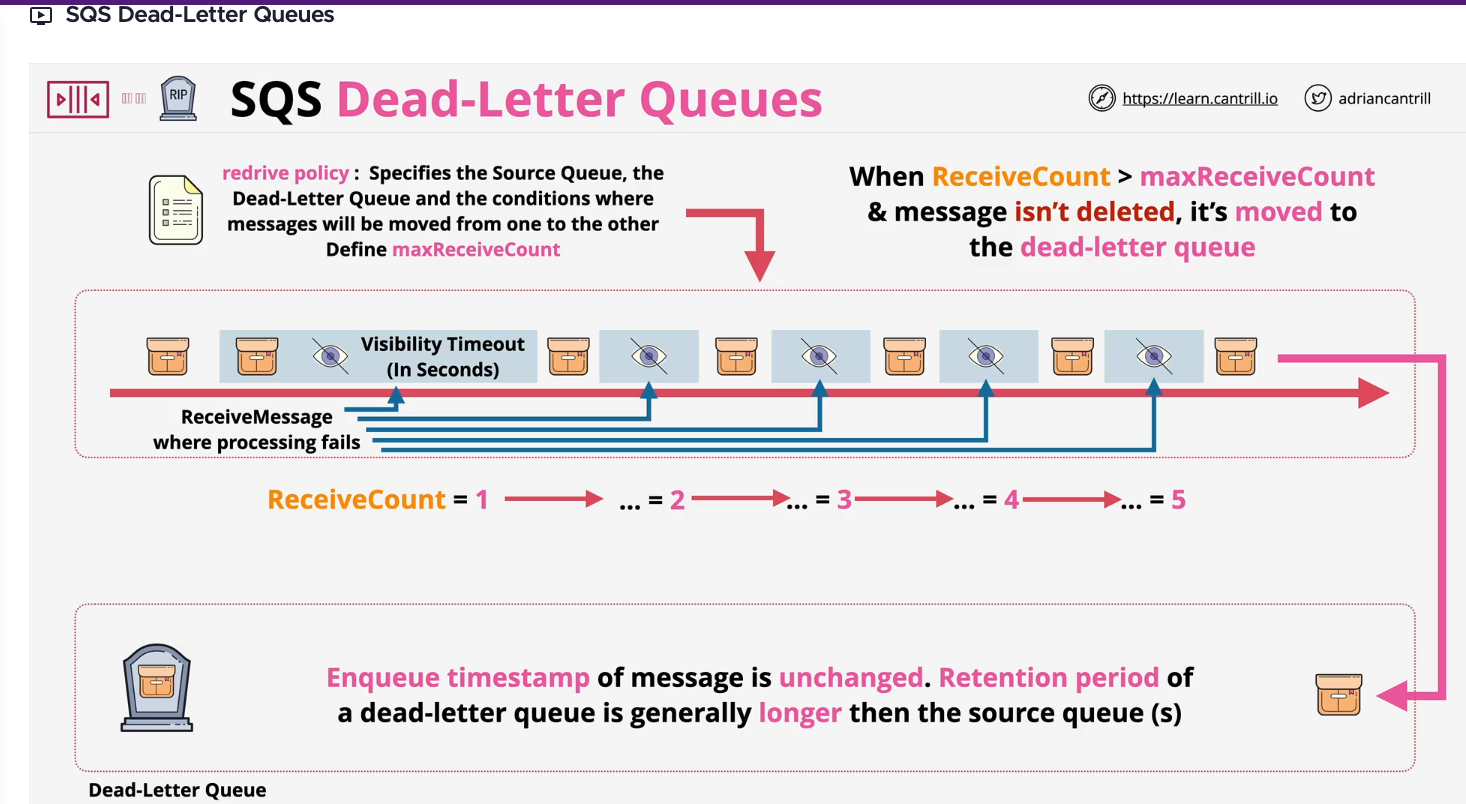 SQS Dead-Letter Queues
RIP
SQS Dead-Letter Queues
https://learn.cantrill.io
adriancantrill
redrive policy : Specifies the Source Queue, the
Dead-Letter Queue and the conditions where
messages will be moved from one to the other
Define maxReceiveCount
When ReceiveCount > maxReceiveCount
& message isn't deleted, it's moved to
the dead-letter queue
Visibility Timeout
(In Seconds)
ReceiveMessage
where processing fails
ReceiveCount = 1
... = 2
... = 3
... = 4
... = 5
Enqueue timestamp of message is unchanged. Retention period of
a dead-letter queue is generally longer then the source queue (s)
Dead-Letter Queue